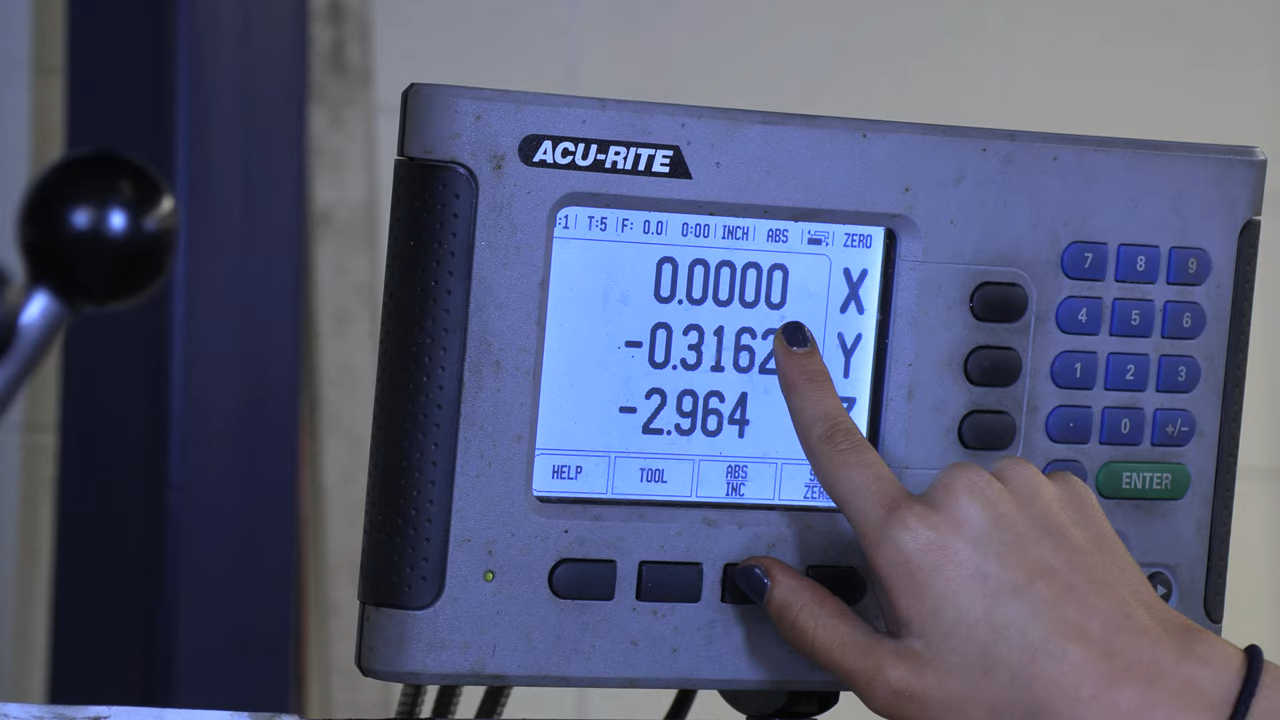 ACU-RITE
:1 | T:5 | F: 0.0 | 0:00 | INCH | ABS | ZERO
0.0000 X
-0.3162 Y
-2.964
HELP TOOL ABS INC
7 8 9
4 5 6
1 2 3
. 0 +/-
ENTER